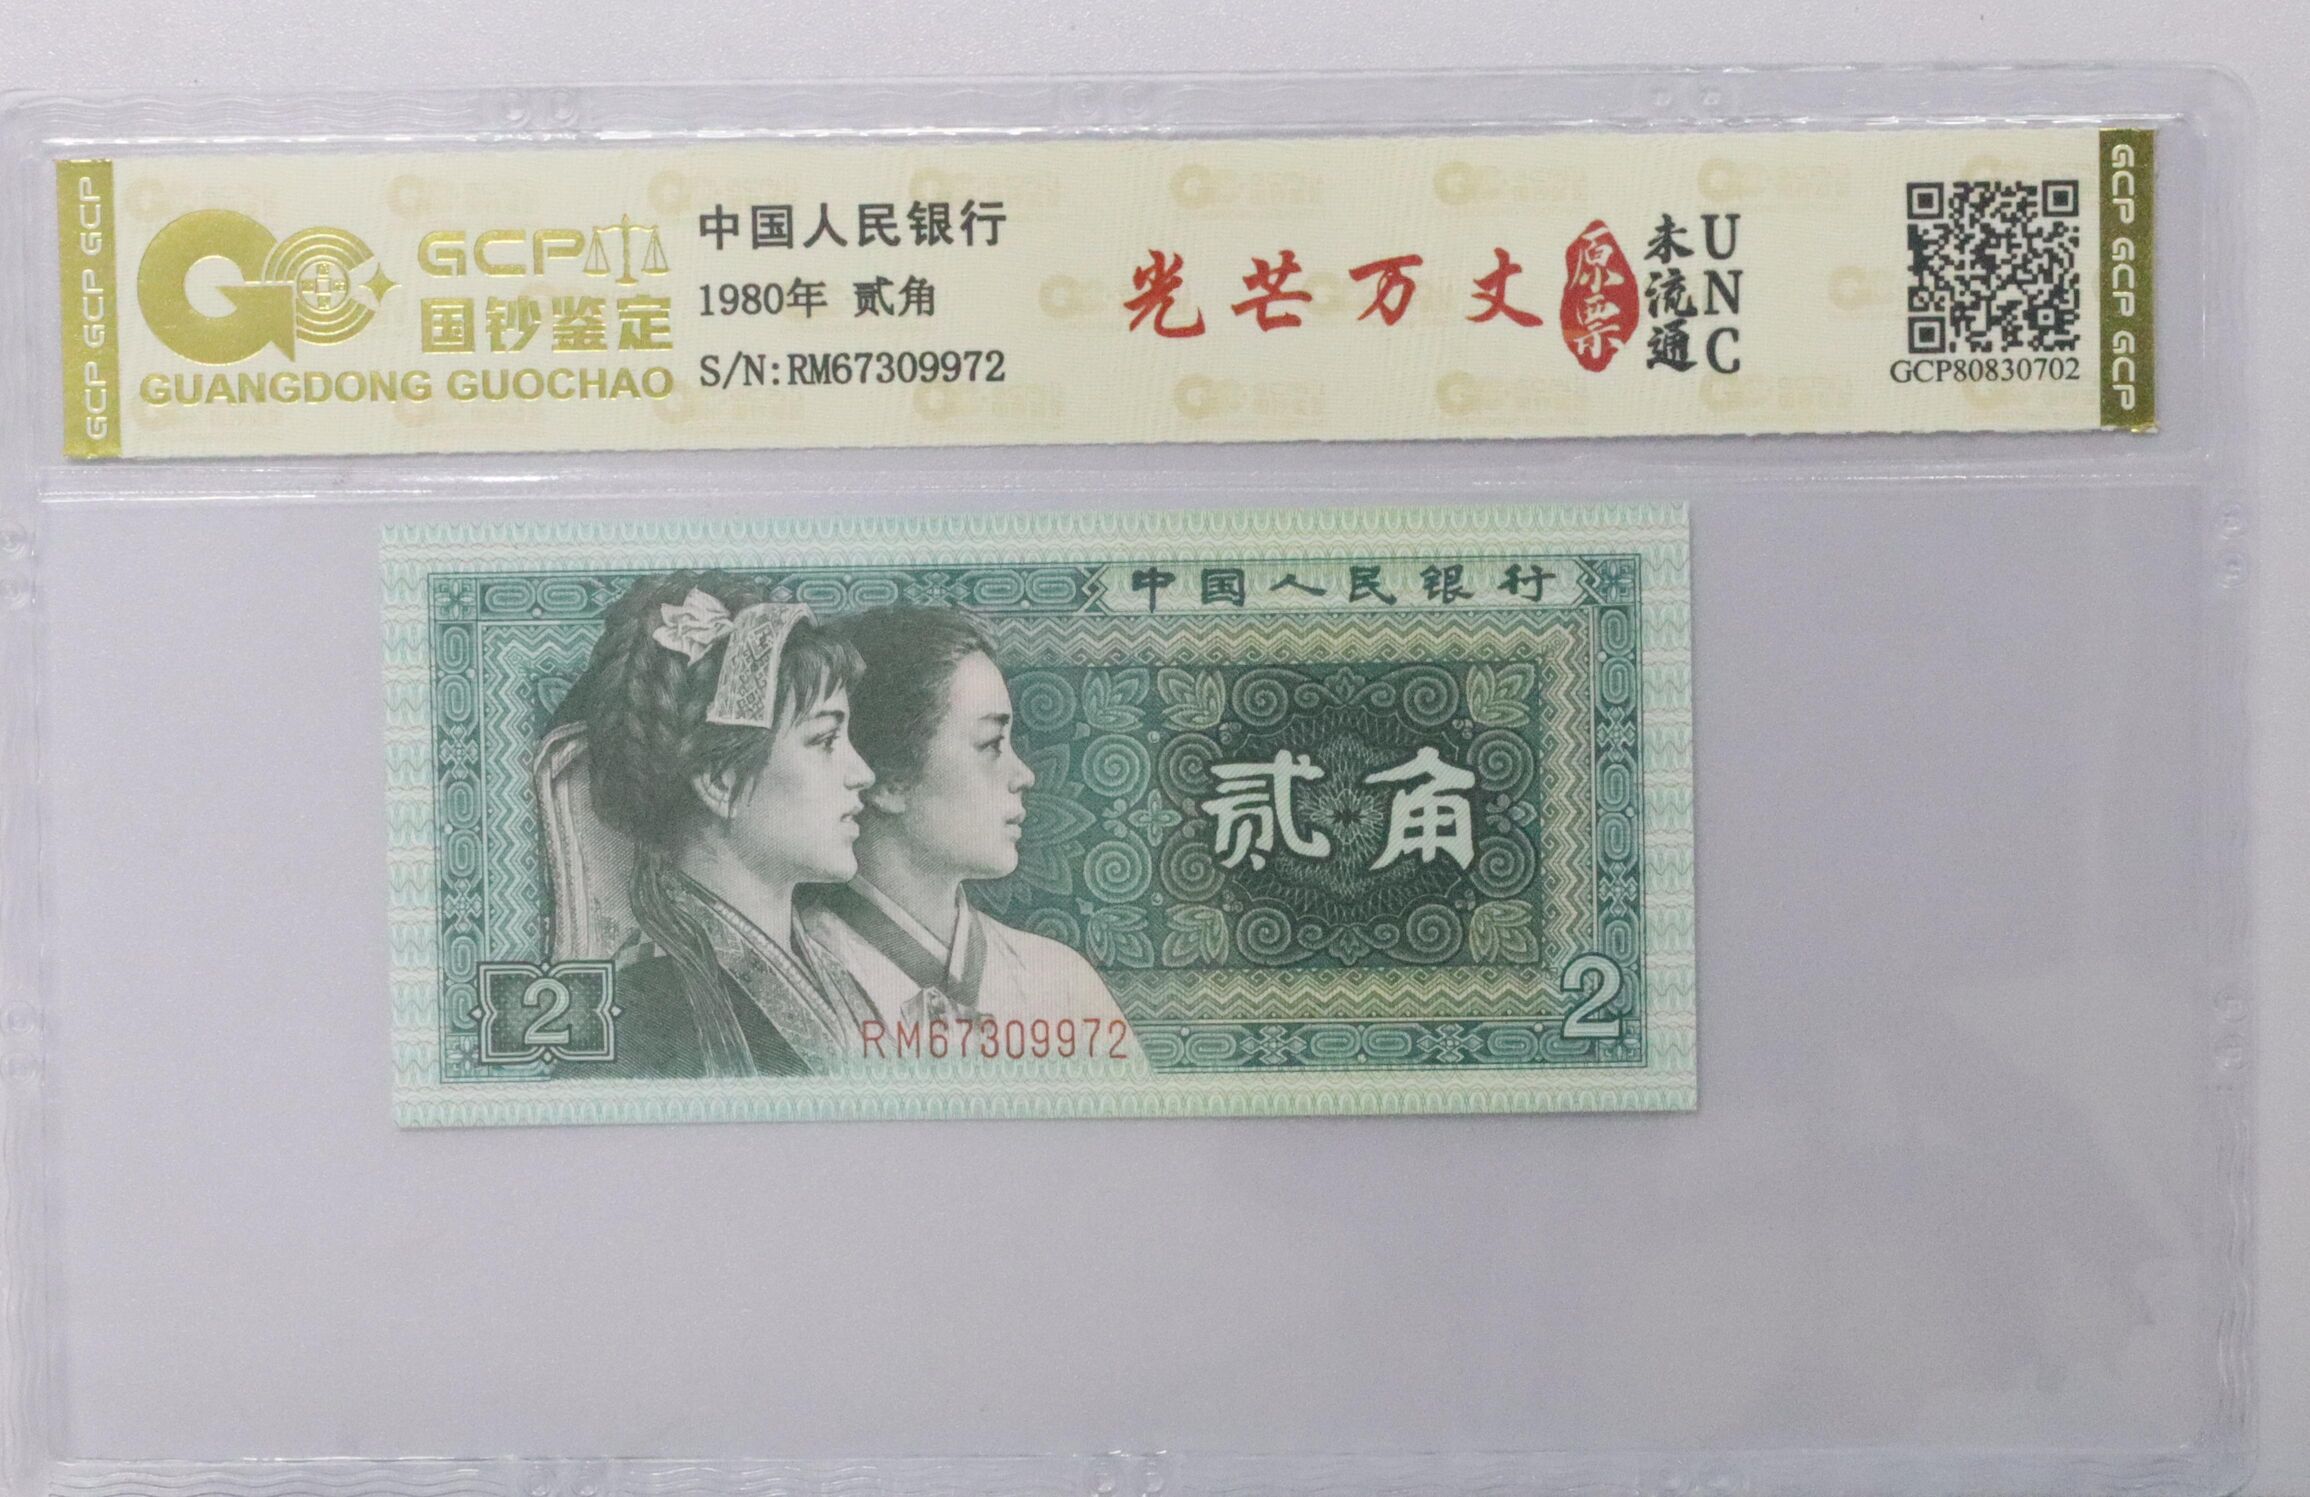 GCP GCP GCP
GCP
国钞鉴定
GUANGDONG GUOCHAO
中国人民银行
1980年 贰角
S/N:RM67309972
光芒万丈
原票
未流通
UNC
GCP80830702
GCP GCP GCP
中国人民银行
贰角
2
RM67309972
2